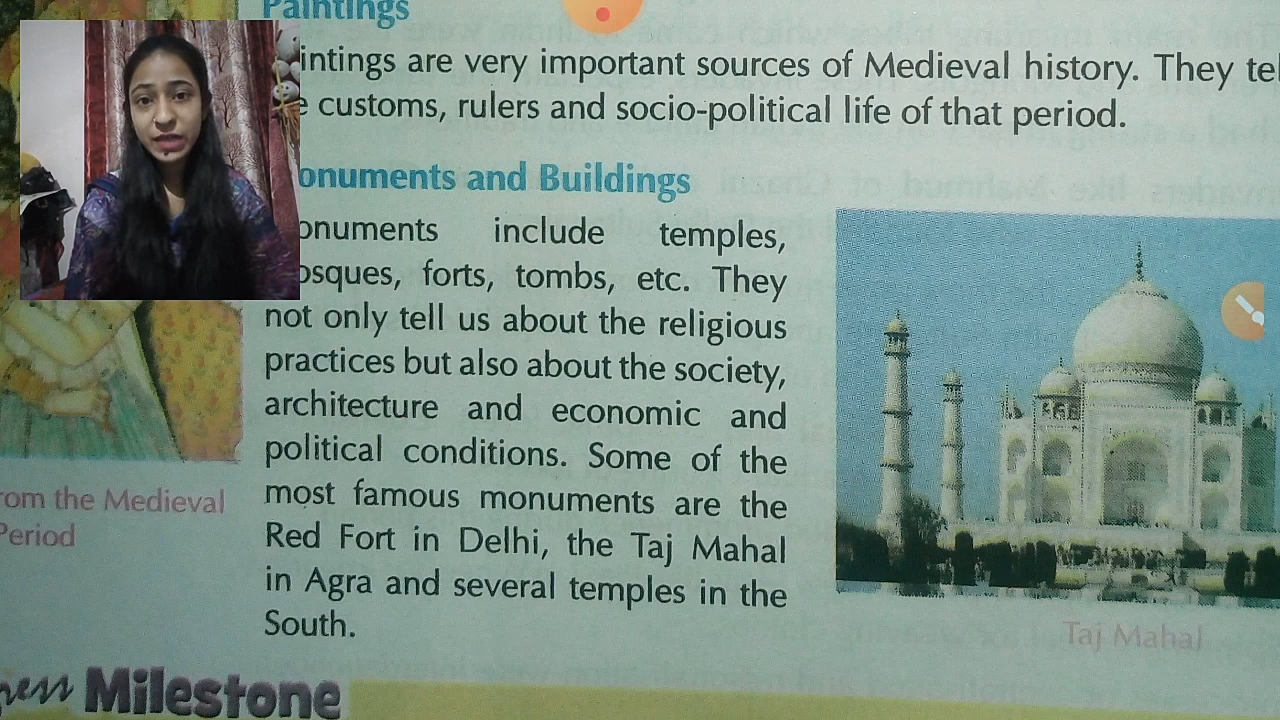 Paintings
intings are very important sources of Medieval history. They tel
e customs, rulers and socio-political life of that period.
onuments and Buildings
onuments include temples,
osques, forts, tombs, etc. They
not only tell us about the religious
practices but also about the society,
architecture and economic and
political conditions. Some of the
most famous monuments are the
Red Fort in Delhi, the Taj Mahal
in Agra and several temples in the
South.
Taj Mahal
rom the Medieval
Period
ress Milestone